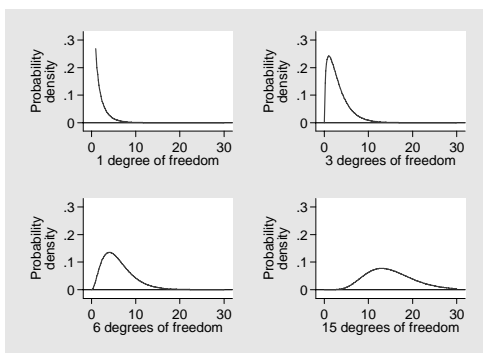 Probability
density
.3
.2
.1
0
0 10 20 30
1 degree of freedom
Probability
density
.3
.2
.1
0
0 10 20 30
3 degrees of freedom
Probability
density
.3
.2
.1
0
0 10 20 30
6 degrees of freedom
Probability
density
.3
.2
.1
0
0 10 20 30
15 degrees of freedom